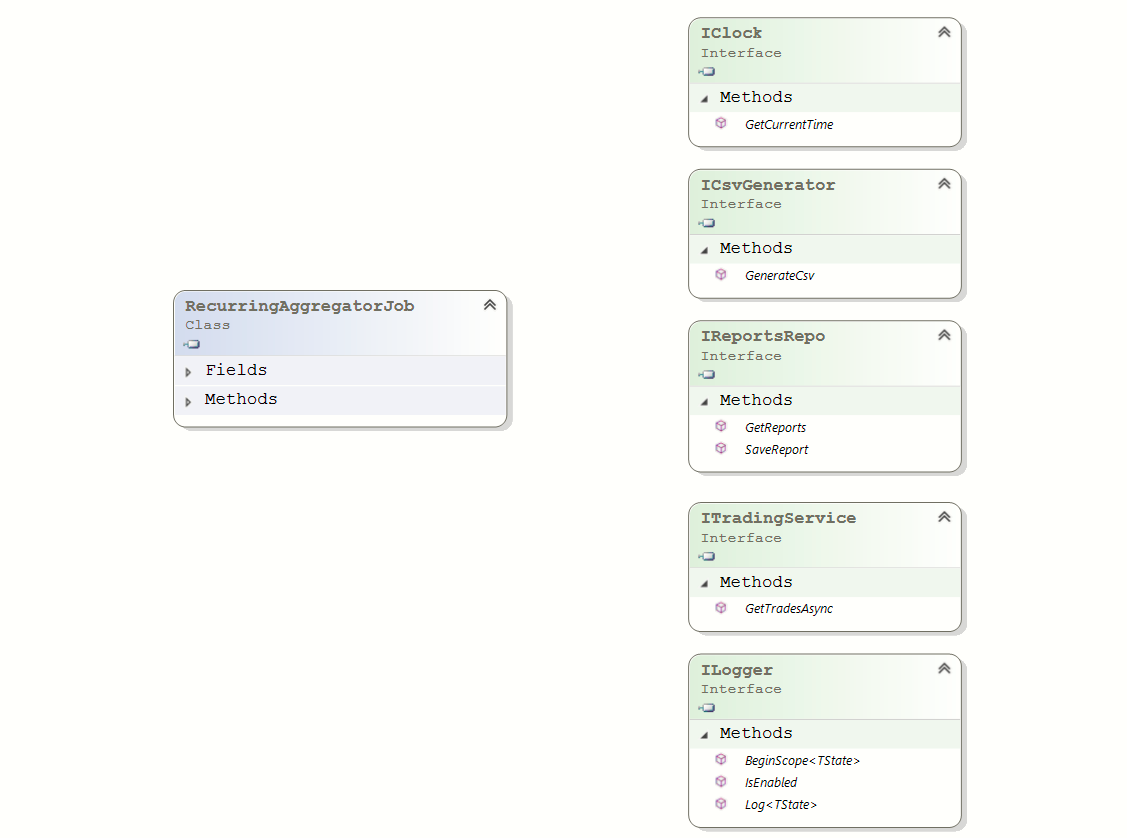 RecurringAggregatorJob
Class
Fields
Methods
IClock
Interface
Methods
GetCurrentTime
ICsvGenerator
Interface
Methods
GenerateCsv
IReportsRepo
Interface
Methods
GetReports
SaveReport
ITradingService
Interface
Methods
GetTradesAsync
ILogger
Interface
Methods
BeginScope<TState>
IsEnabled
Log<TState>